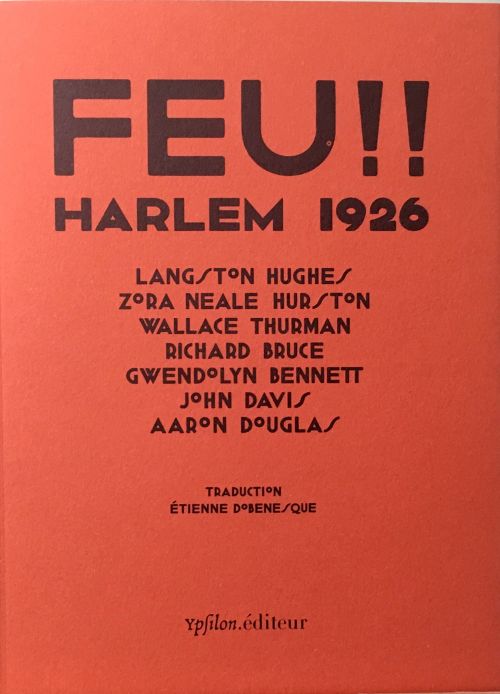 FEU!!
HARLEM 1926
LANGSTON HUGHES
ZORA NEALE HURSTON
WALLACE THURMAN
RICHARD BRUCE
GWENDOLYN BENNETT
JOHN DAVIS
AARON DOUGLAS
TRADUCTION
ÉTIENNE DOBENESQUE
Ypſilon.éditeur